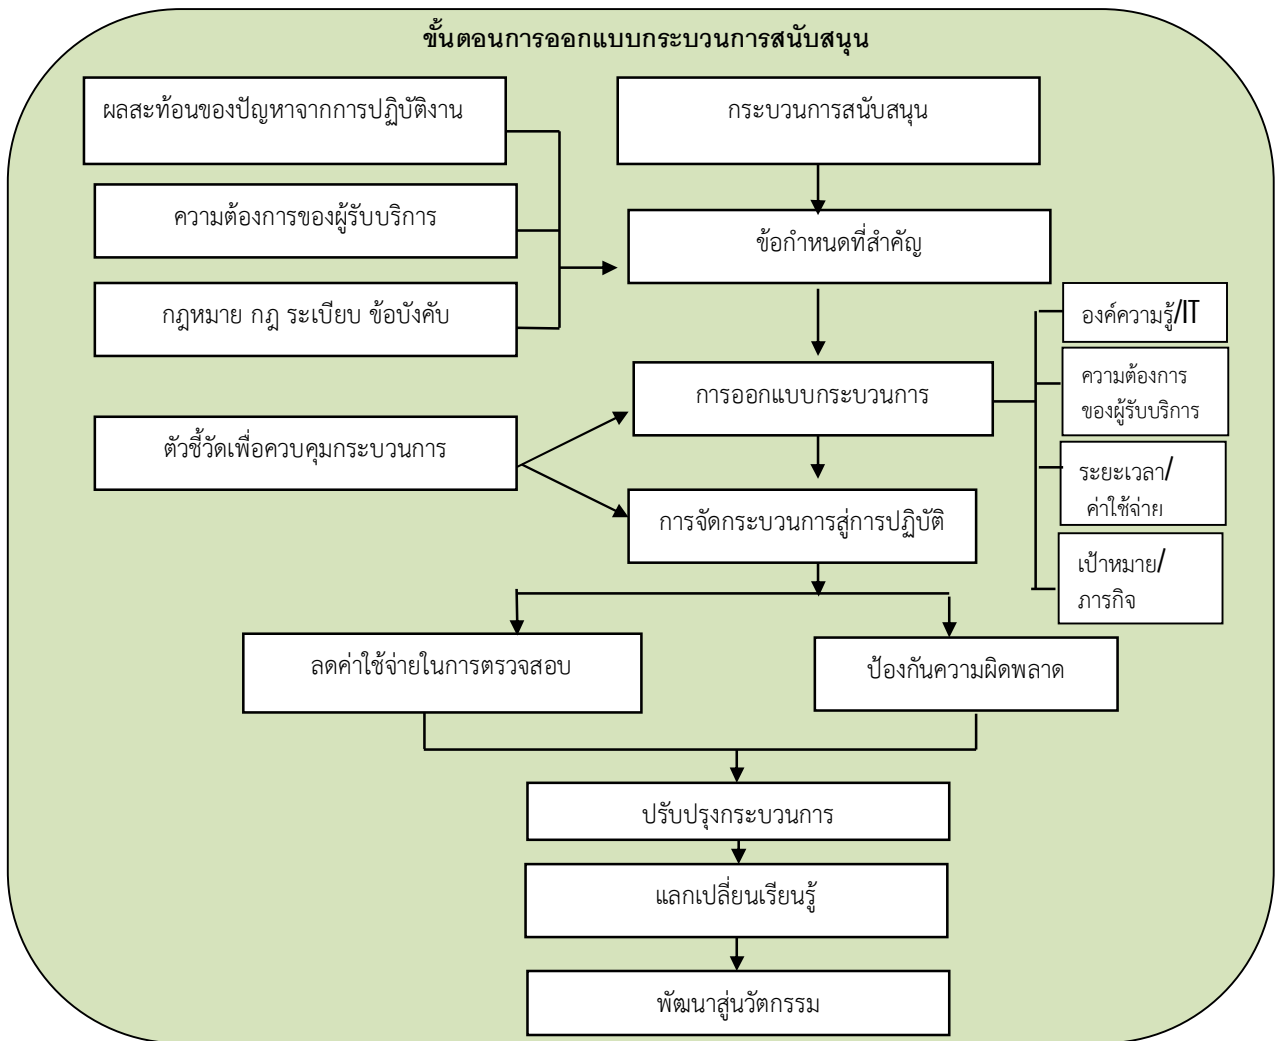 ขั้นตอนการออกแบบกระบวนการสนับสนุน
ผลสะท้อนของปัญหาจากการปฏิบัติงาน
กระบวนการสนับสนุน
ความต้องการของผู้รับบริการ
ข้อกำหนดที่สำคัญ
กฎหมาย กฎ ระเบียบ ข้อบังคับ
องค์ความรู้/IT
ความต้องการ
ของผู้รับบริการ
การออกแบบกระบวนการ
ตัวชี้วัดเพื่อควบคุมกระบวนการ
ระยะเวลา/
ค่าใช้จ่าย
การจัดกระบวนการสู่การปฏิบัติ
เป้าหมาย/
ภารกิจ
ลดค่าใช้จ่ายในการตรวจสอบ
ป้องกันความผิดพลาด
ปรับปรุงกระบวนการ
แลกเปลี่ยนเรียนรู้
พัฒนาสู่นวัตกรรม